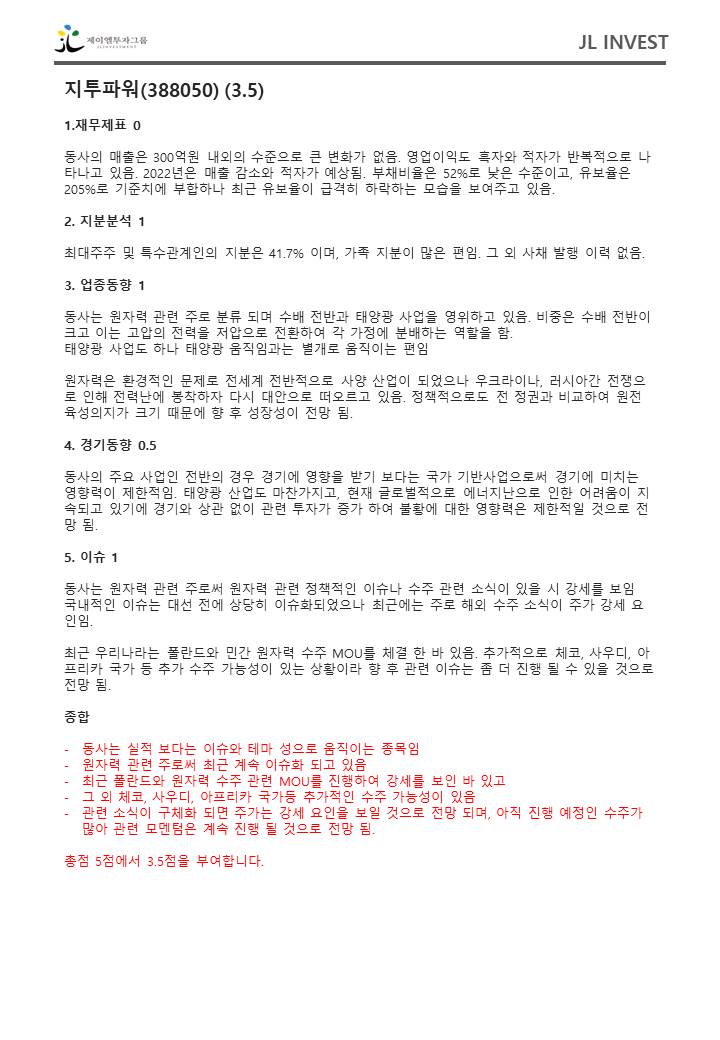 제이엘투자그룹
JL INVESTMENT
JL INVEST
지투파워(388050) (3.5)
1.재무제표 0
동사의 매출은 300억원 내외의 수준으로 큰 변화가 없음. 영업이익도 흑자와 적자가 반복적으로 나
타나고 있음. 2022년은 매출 감소와 적자가 예상됨. 부채비율은 52%로 낮은 수준이고, 유보율은
205%로 기준치에 부합하나 최근 유보율이 급격히 하락하는 모습을 보여주고 있음.
2. 지분분석 1
최대주주 및 특수관계인의 지분은 41.7% 이며, 가족 지분이 많은 편임. 그 외 사채 발행 이력 없음.
3. 업종동향 1
동사는 원자력 관련 주로 분류 되며 수배 전반과 태양광 사업을 영위하고 있음. 비중은 수배 전반이
크고 이는 고압의 전력을 저압으로 전환하여 각 가정에 분배하는 역할을 함.
태양광 사업도 하나 태양광 움직임과는 별개로 움직이는 편임
원자력은 환경적인 문제로 전세계 전반적으로 사양 산업이 되었으나 우크라이나, 러시아간 전쟁으
로 인해 전력난에 봉착하자 다시 대안으로 떠오르고 있음. 정책적으로도 전 정권과 비교하여 원전
육성의지가 크기 때문에 향 후 성장성이 전망 됨.
4. 경기동향 0.5
동사의 주요 사업인 전반의 경우 경기에 영향을 받기 보다는 국가 기반사업으로써 경기에 미치는
영향력이 제한적임. 태양광 산업도 마찬가지고, 현재 글로벌적으로 에너지난으로 인한 어려움이 지
속되고 있기에 경기와 상관 없이 관련 투자가 증가 하여 불황에 대한 영향력은 제한적일 것으로 전
망 됨.
5. 이슈 1
동사는 원자력 관련 주로써 원자력 관련 정책적인 이슈나 수주 관련 소식이 있을 시 강세를 보임
국내적인 이슈는 대선 전에 상당히 이슈화되었으나 최근에는 주로 해외 수주 소식이 주가 강세 요
인임.
최근 우리나라는 폴란드와 민간 원자력 수주 MOU를 체결 한 바 있음. 추가적으로 체코, 사우디, 아
프리카 국가 등 추가 수주 가능성이 있는 상황이라 향 후 관련 이슈는 좀 더 진행 될 수 있을 것으로
전망 됨.
종합
- 동사는 실적 보다는 이슈와 테마 성으로 움직이는 종목임
- 원자력 관련 주로써 최근 계속 이슈화 되고 있음
- 최근 폴란드와 원자력 수주 관련 MOU를 진행하여 강세를 보인 바 있고
- 그 외 체코, 사우디, 아프리카 국가등 추가적인 수주 가능성이 있음
- 관련 소식이 구체화 되면 주가는 강세 요인을 보일 것으로 전망 되며, 아직 진행 예정인 수주가
많아 관련 모멘텀은 계속 진행 될 것으로 전망 됨.
총점 5점에서 3.5점을 부여합니다.